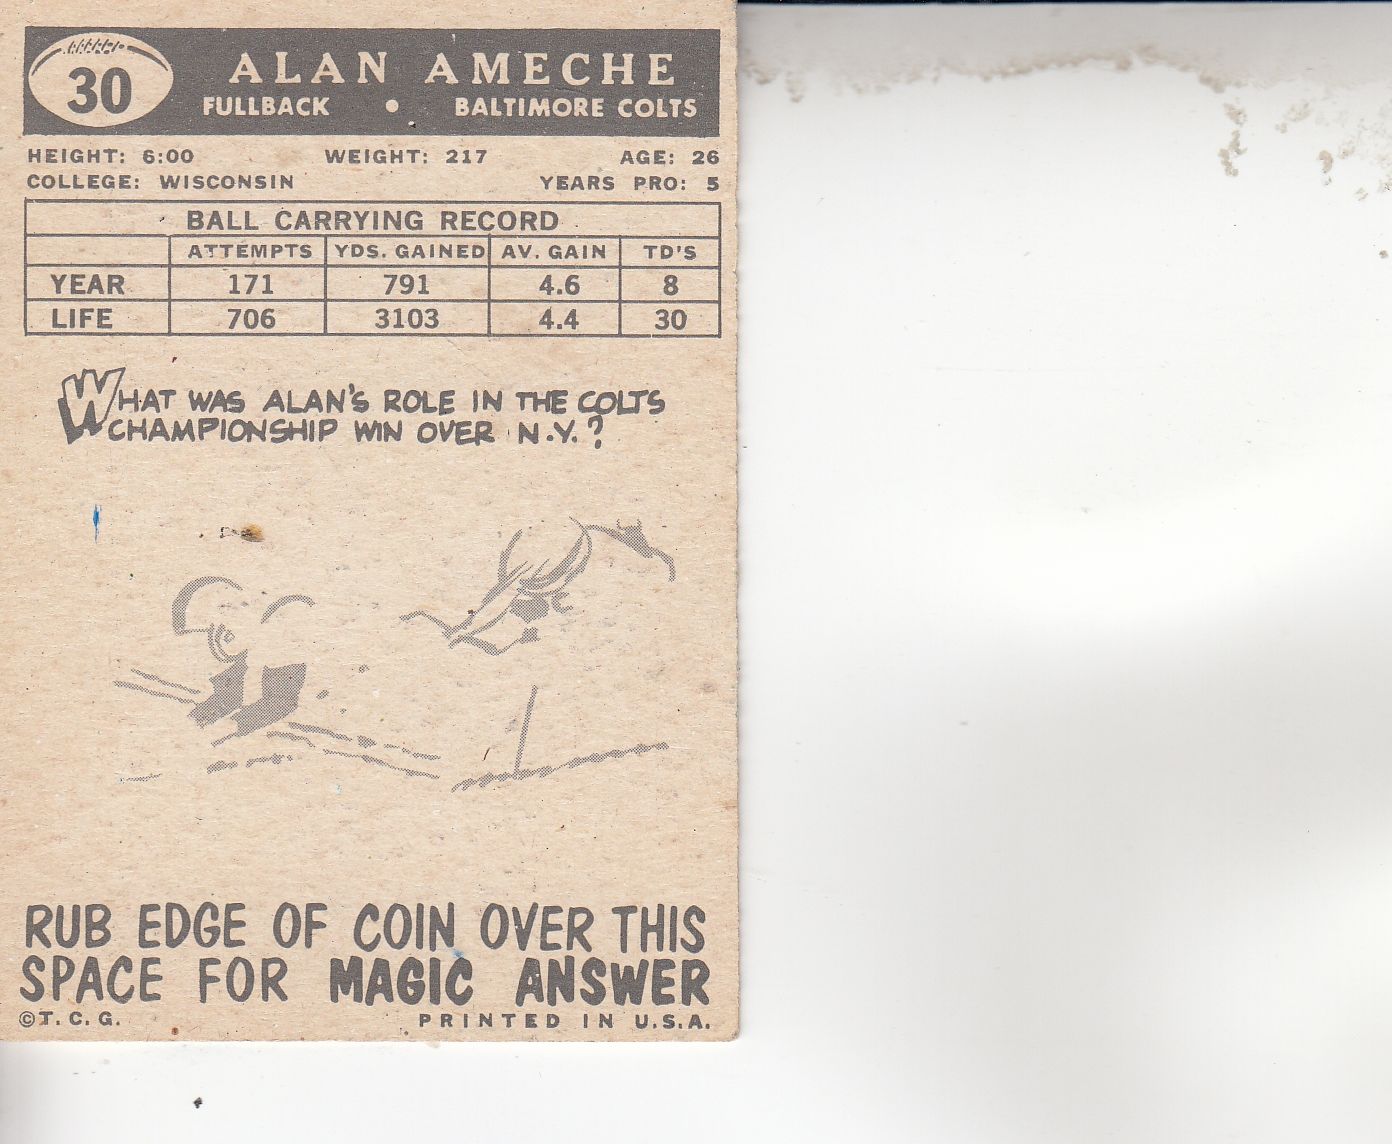 30
ALAN AMECHE
FULLBACK • BALTIMORE COLTS
HEIGHT: 6:00 WEIGHT: 217 AGE: 26
COLLEGE: WISCONSIN YEARS PRO: 5
BALL CARRYING RECORD
ATTEMPTS YDS. GAINED AV. GAIN TD'S
YEAR 171 791 4.6 8
LIFE 706 3103 4.4 30
WHAT WAS ALAN'S ROLE IN THE COLTS
CHAMPIONSHIP WIN OVER N.Y.?
RUB EDGE OF COIN OVER THIS
SPACE FOR MAGIC ANSWER
©T. C. G. PRINTED IN U.S.A.